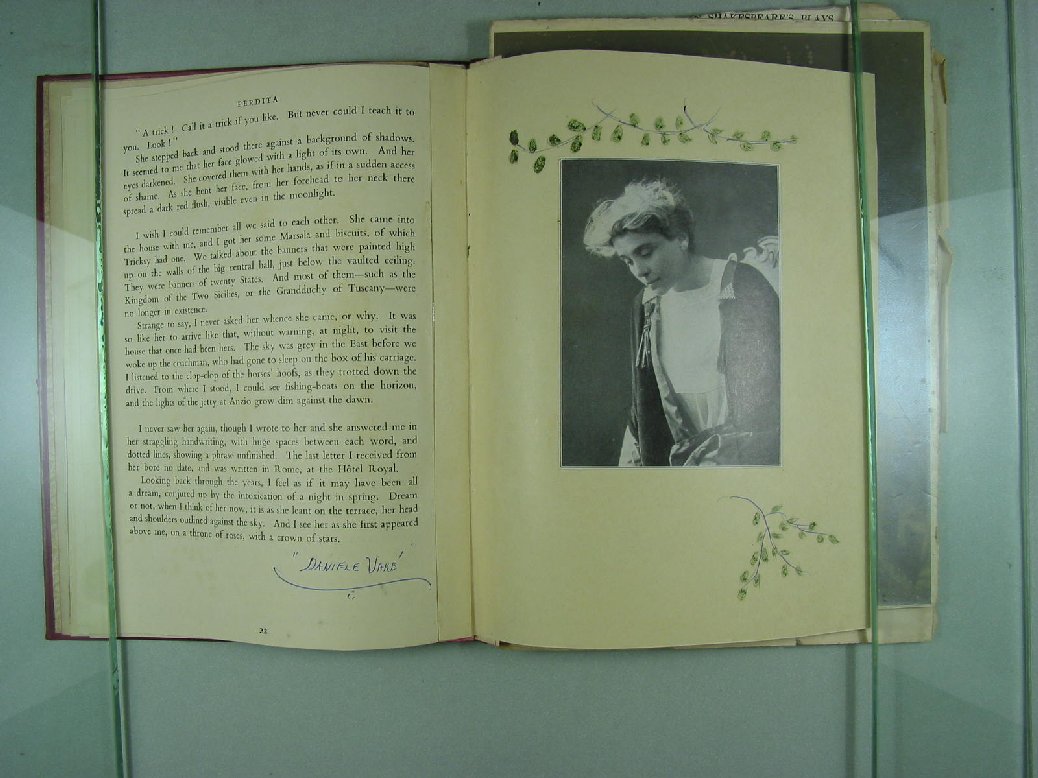 PERDITA
" A trick ! Call it a trick if you like. But never could I teach it to
you. Look ! "
She stepped back and stood there against a background of shadows.
It seemed to me that her face glowed with a light of its own. And her
eyes darkened. She covered them with her hands, as if in a sudden access
of shame. As she bent her face, from her forehead to her neck there
spread a dark red flush, visible even in the moonlight.
I wish I could remember all we said to each other. She came into
the house with me, and I got her some Marsala and biscuits, of which
Tricksy had one. We talked about the banners that were painted high
up on the walls of the big central hall, just below the vaulted ceiling.
They were banners of twenty States. And most of them—such as the
Kingdom of the Two Sicilies, or the Grandduchy of Tuscany—were
no longer in existence.
Strange to say, I never asked her whence she came, or why. It was
so like her to arrive like that, without warning, at night, to visit the
house that once had been hers. The sky was grey in the East before we
woke up the coachman, who had gone to sleep on the box of his carriage.
I listened to the clop-clop of the horses' hoofs, as they trotted down the
drive. From where I stood, I could see fishing-boats on the horizon,
and the lights of the jetty at Anzio grow dim against the dawn.
I never saw her again, though I wrote to her and she answered me in
her straggling handwriting, with huge spaces between each word, and
dotted lines, showing a phrase unfinished. The last letter I received from
her bore no date, and was written in Rome, at the Hôtel Royal.
Looking back through the years, I feel as if it may have been all
a dream, conjured up by the intoxication of a night in spring. Dream
or not, when I think of her now, it is as she leant on the terrace, her head
and shoulders outlined against the sky. And I see her as she first appeared
above me, on a throne of roses, with a crown of stars.
"DANIELE VARÈ"
SHAKESPEARE'S PLAYS